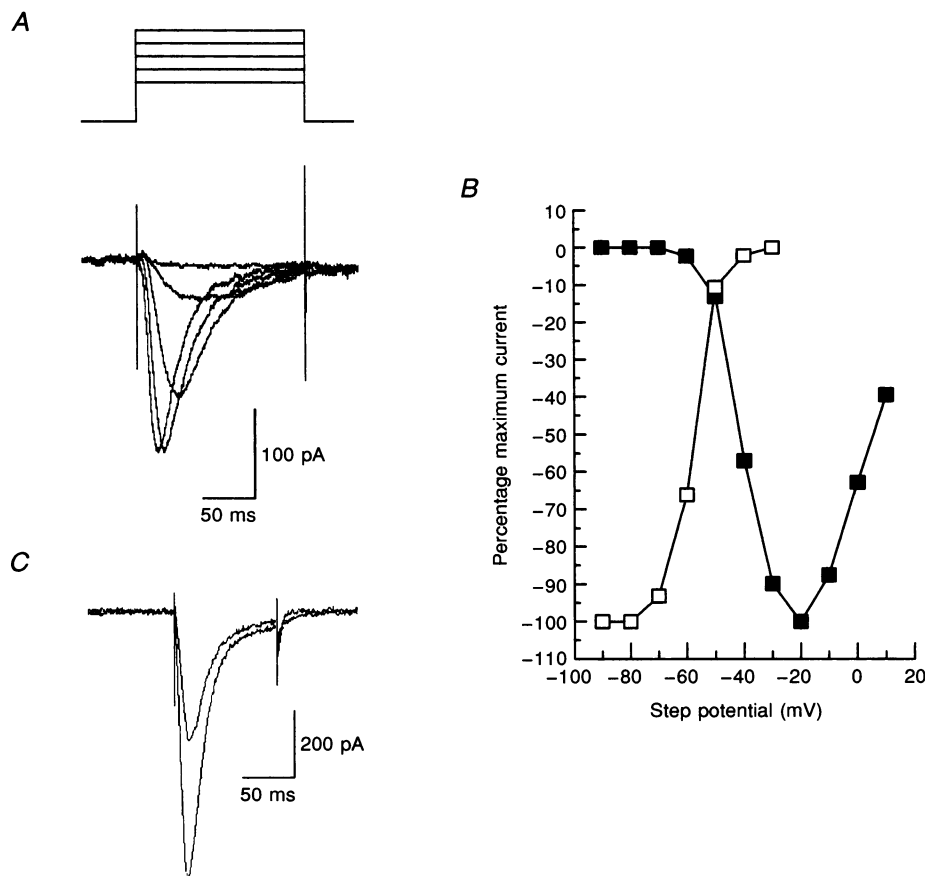 A
100 pA
50 ms
B
Percentage maximum current
10
0
−10
−20
−30
−40
−50
−60
−70
−80
−90
−100
−110
−100 −80 −60 −40 −20 0 20
Step potential (mV)
C
200 pA
50 ms